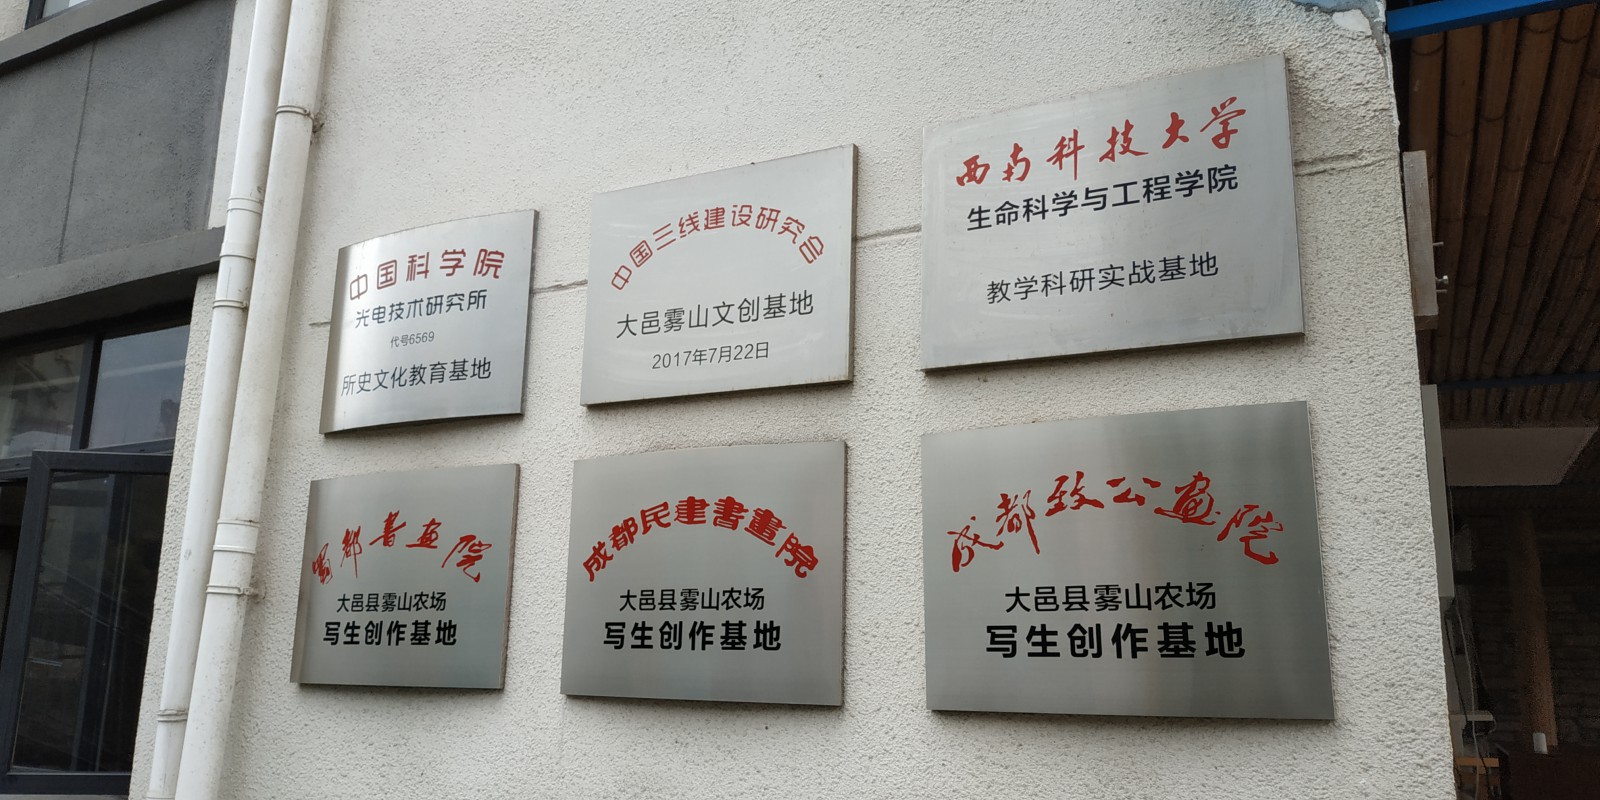 中国科学院
光电技术研究所
代号6569
所史文化教育基地
中国三线建设研究会
大邑雾山文创基地
2017年7月22日
西南科技大学
生命科学与工程学院
教学科研实战基地
蜀都书画院
大邑县雾山农场
写生创作基地
成都民建書畫院
大邑县雾山农场
写生创作基地
成都致公画院
大邑县雾山农场
写生创作基地